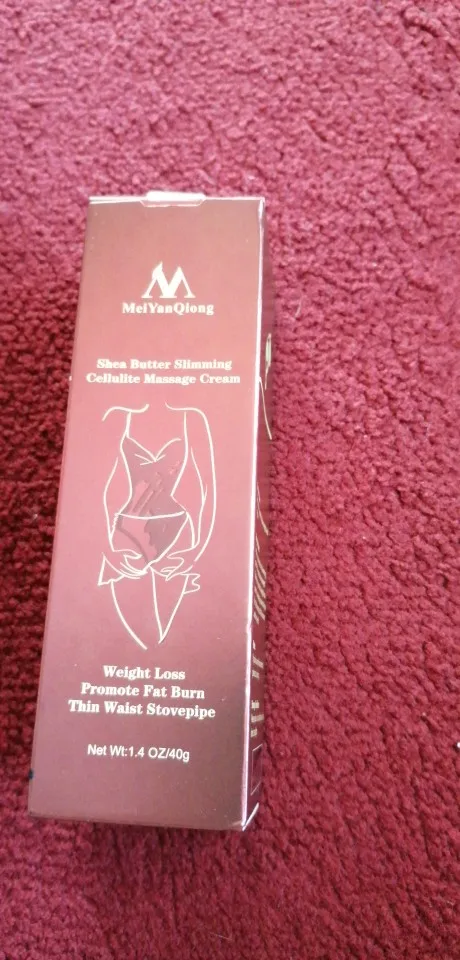 MeiYanQiong
Shea Butter Slimming
Cellulite Massage Cream
Weight Loss
Promote Fat Burn
Thin Waist Stovepipe
Net Wt:1.4 OZ/40g